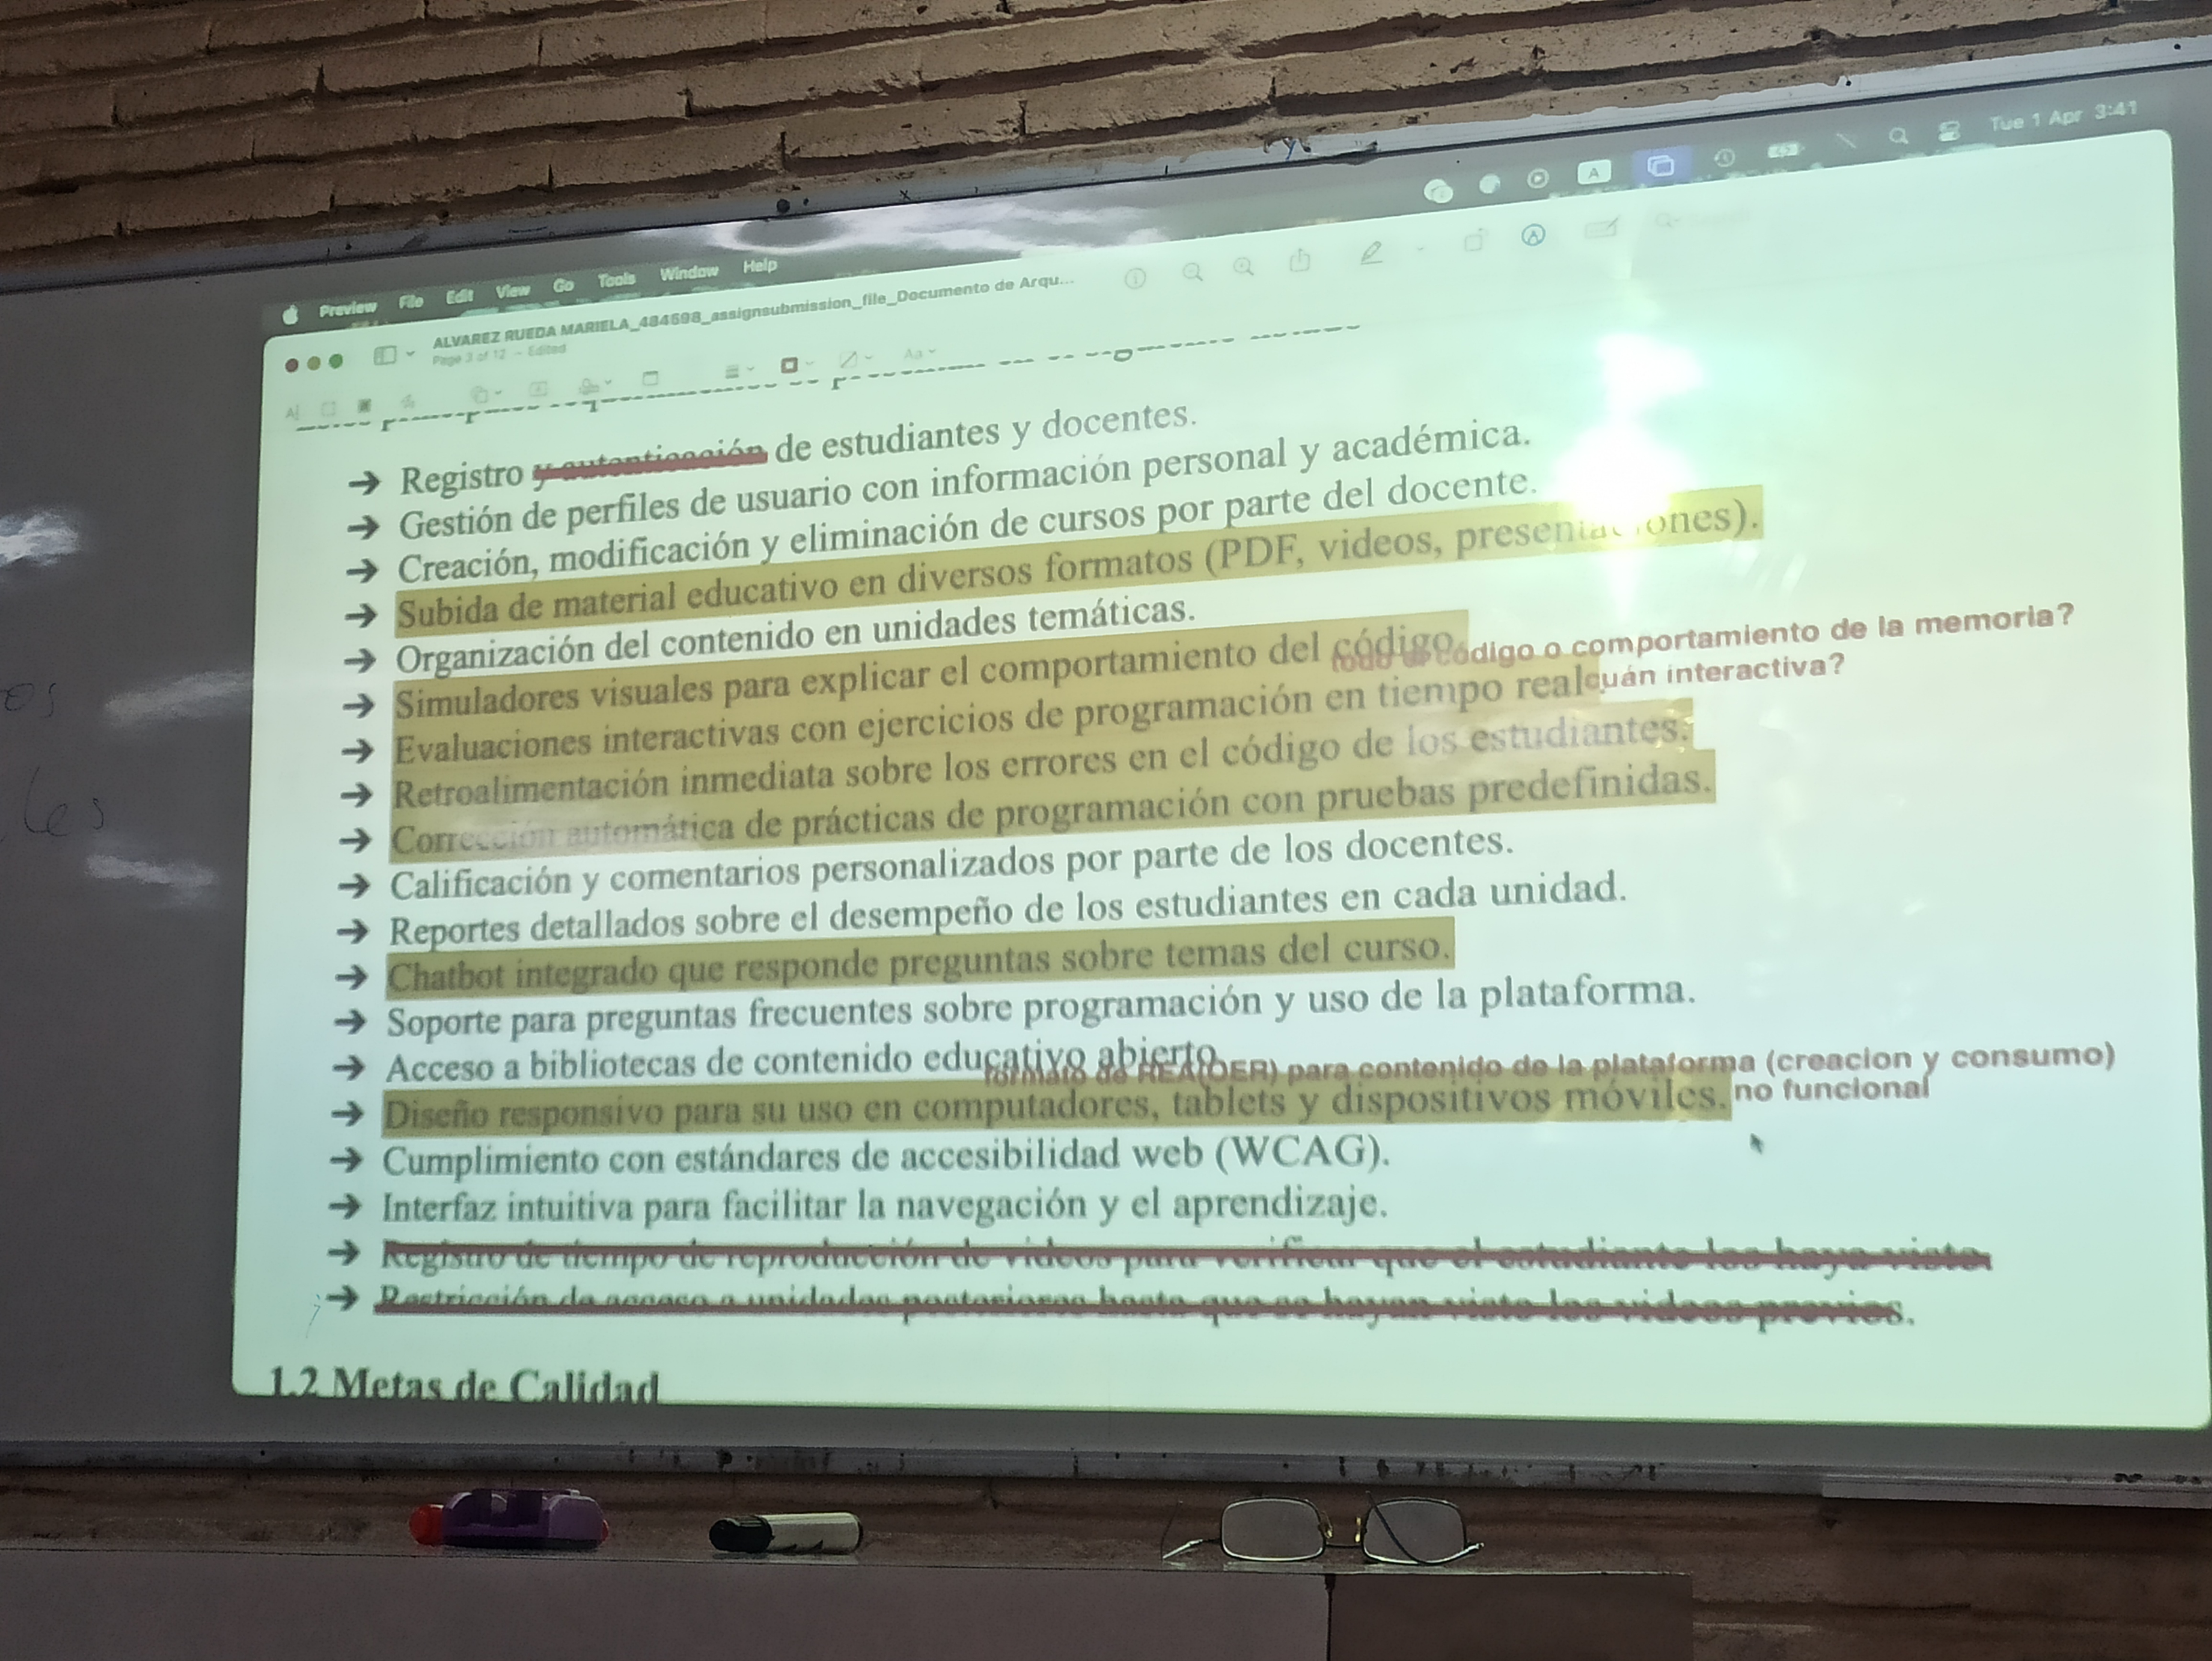 Tue 1 Apr 3:41
Preview File Edit View Go Tools Window Help
ALVAREZ RUEDA MARIELA_484598_assignsubmission_file_Documento de Arqu...
Page 3 of 12 – Edited
→ Registro y autenticación de estudiantes y docentes.
→ Gestión de perfiles de usuario con información personal y académica.
→ Creación, modificación y eliminación de cursos por parte del docente.
→ Subida de material educativo en diversos formatos (PDF, videos, presentaciones).
→ Organización del contenido en unidades temáticas.
→ Simuladores visuales para explicar el comportamiento del código. código o comportamiento de la memoria?
→ Evaluaciones interactivas con ejercicios de programación en tiempo real cuán interactiva?
→ Retroalimentación inmediata sobre los errores en el código de los estudiantes.
→ Corrección automática de prácticas de programación con pruebas predefinidas.
→ Calificación y comentarios personalizados por parte de los docentes.
→ Reportes detallados sobre el desempeño de los estudiantes en cada unidad.
→ Chatbot integrado que responde preguntas sobre temas del curso.
→ Soporte para preguntas frecuentes sobre programación y uso de la plataforma.
→ Acceso a bibliotecas de contenido educativo abierto.
formato de REA(OER) para contenido de la plataforma (creacion y consumo)
→ Diseño responsivo para su uso en computadores, tablets y dispositivos móviles. no funcional
→ Cumplimiento con estándares de accesibilidad web (WCAG).
→ Interfaz intuitiva para facilitar la navegación y el aprendizaje.
→ Registro de tiempo de reproducción de videos para verificar que el estudiante los haya visto.
→ Restricción de acceso a unidades posteriores hasta que se hayan visto los videos previos.
1.2 Metas de Calidad